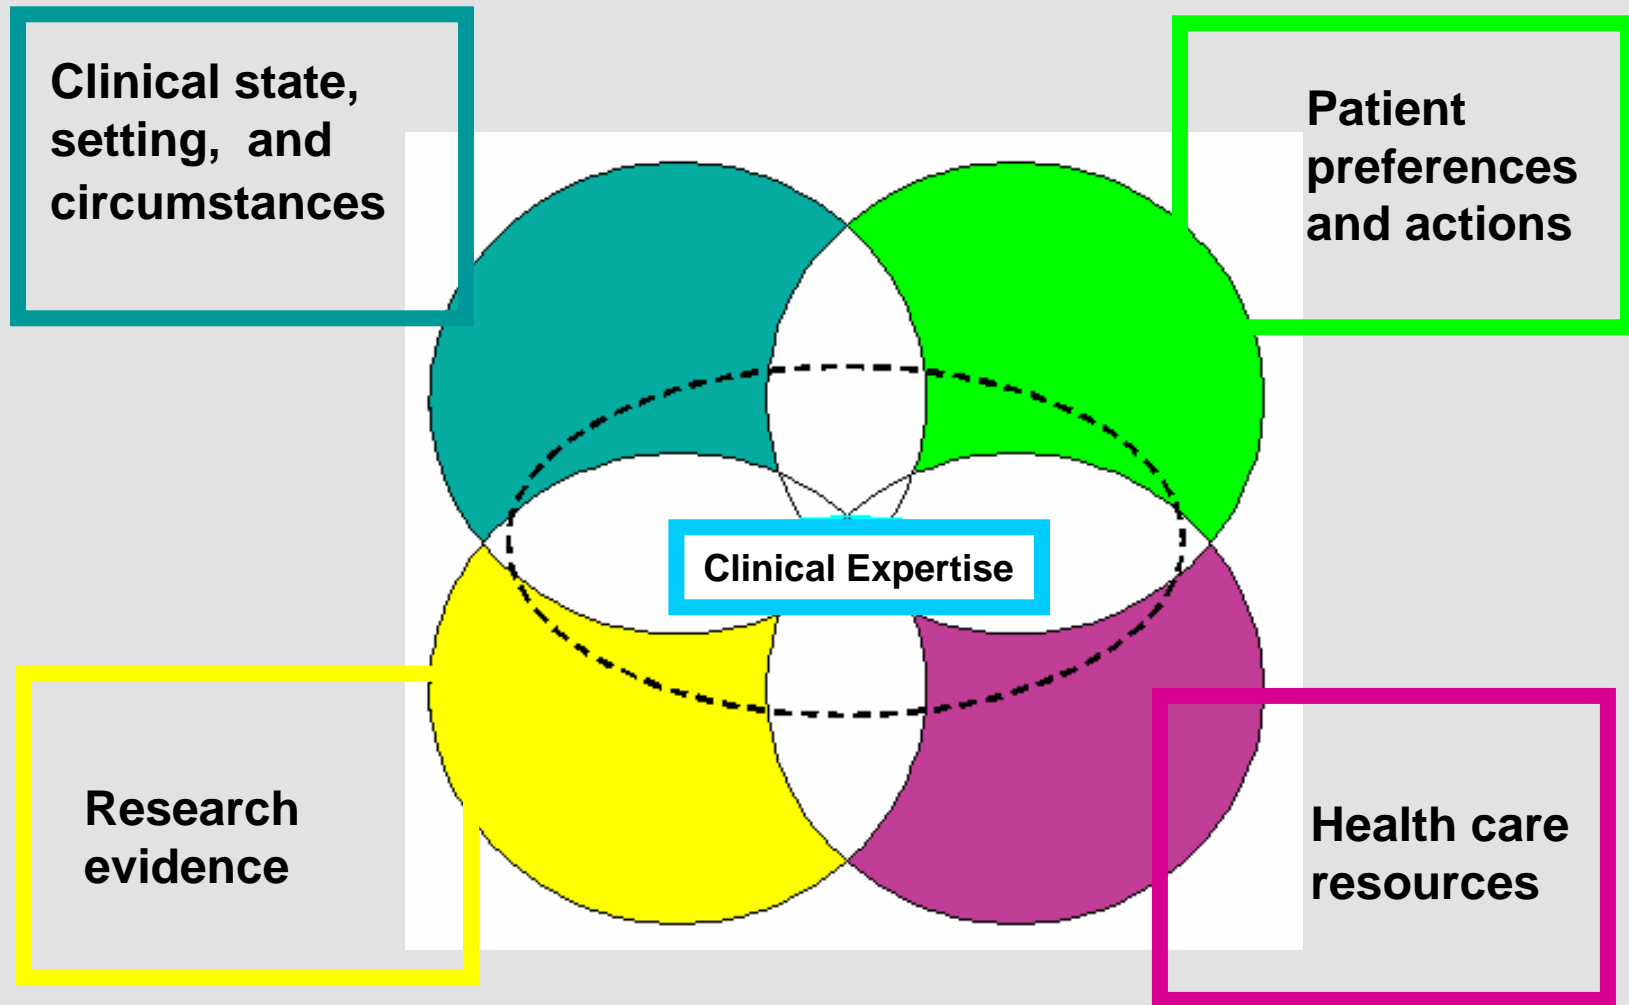 Clinical state,
setting, and
circumstances
Patient
preferences
and actions
Clinical Expertise
Research
evidence
Health care
resources